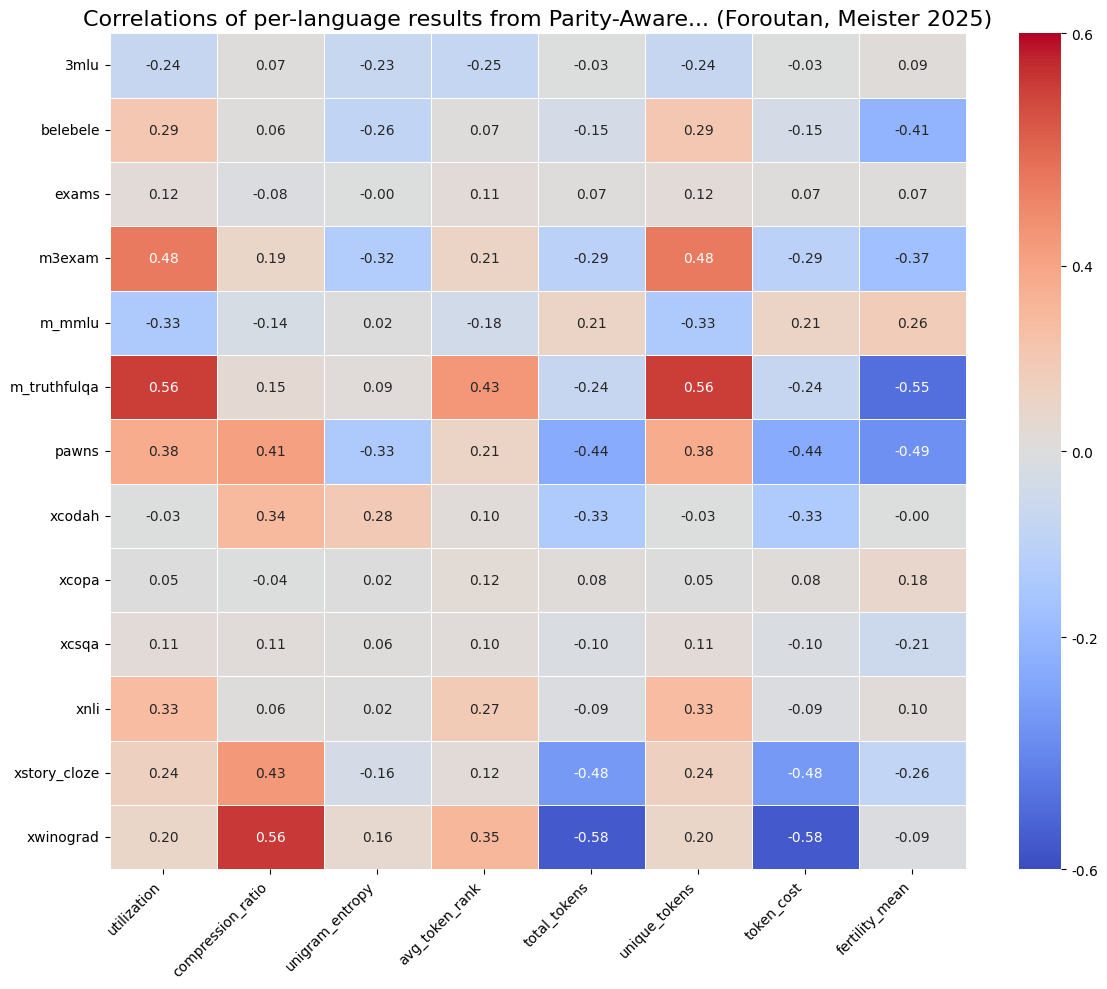 Correlations of per-language results from Parity-Aware... (Foroutan, Meister 2025)
3mlu -0.24 0.07 -0.23 -0.25 -0.03 -0.24 -0.03 0.09
belebele 0.29 0.06 -0.26 0.07 -0.15 0.29 -0.15 -0.41
exams 0.12 -0.08 -0.00 0.11 0.07 0.12 0.07 0.07
m3exam 0.48 0.19 -0.32 0.21 -0.29 0.48 -0.29 -0.37
m_mmlu -0.33 -0.14 0.02 -0.18 0.21 -0.33 0.21 0.26
m_truthfulqa 0.56 0.15 0.09 0.43 -0.24 0.56 -0.24 -0.55
pawns 0.38 0.41 -0.33 0.21 -0.44 0.38 -0.44 -0.49
xcodah -0.03 0.34 0.28 0.10 -0.33 -0.03 -0.33 -0.00
xcopa 0.05 -0.04 0.02 0.12 0.08 0.05 0.08 0.18
xcsqa 0.11 0.11 0.06 0.10 -0.10 0.11 -0.10 -0.21
xnli 0.33 0.06 0.02 0.27 -0.09 0.33 -0.09 0.10
xstory_cloze 0.24 0.43 -0.16 0.12 -0.48 0.24 -0.48 -0.26
xwinograd 0.20 0.56 0.16 0.35 -0.58 0.20 -0.58 -0.09
utilization
compression_ratio
unigram_entropy
avg_token_rank
total_tokens
unique_tokens
token_cost
fertility_mean
0.6
0.4
0.0
-0.2
-0.6